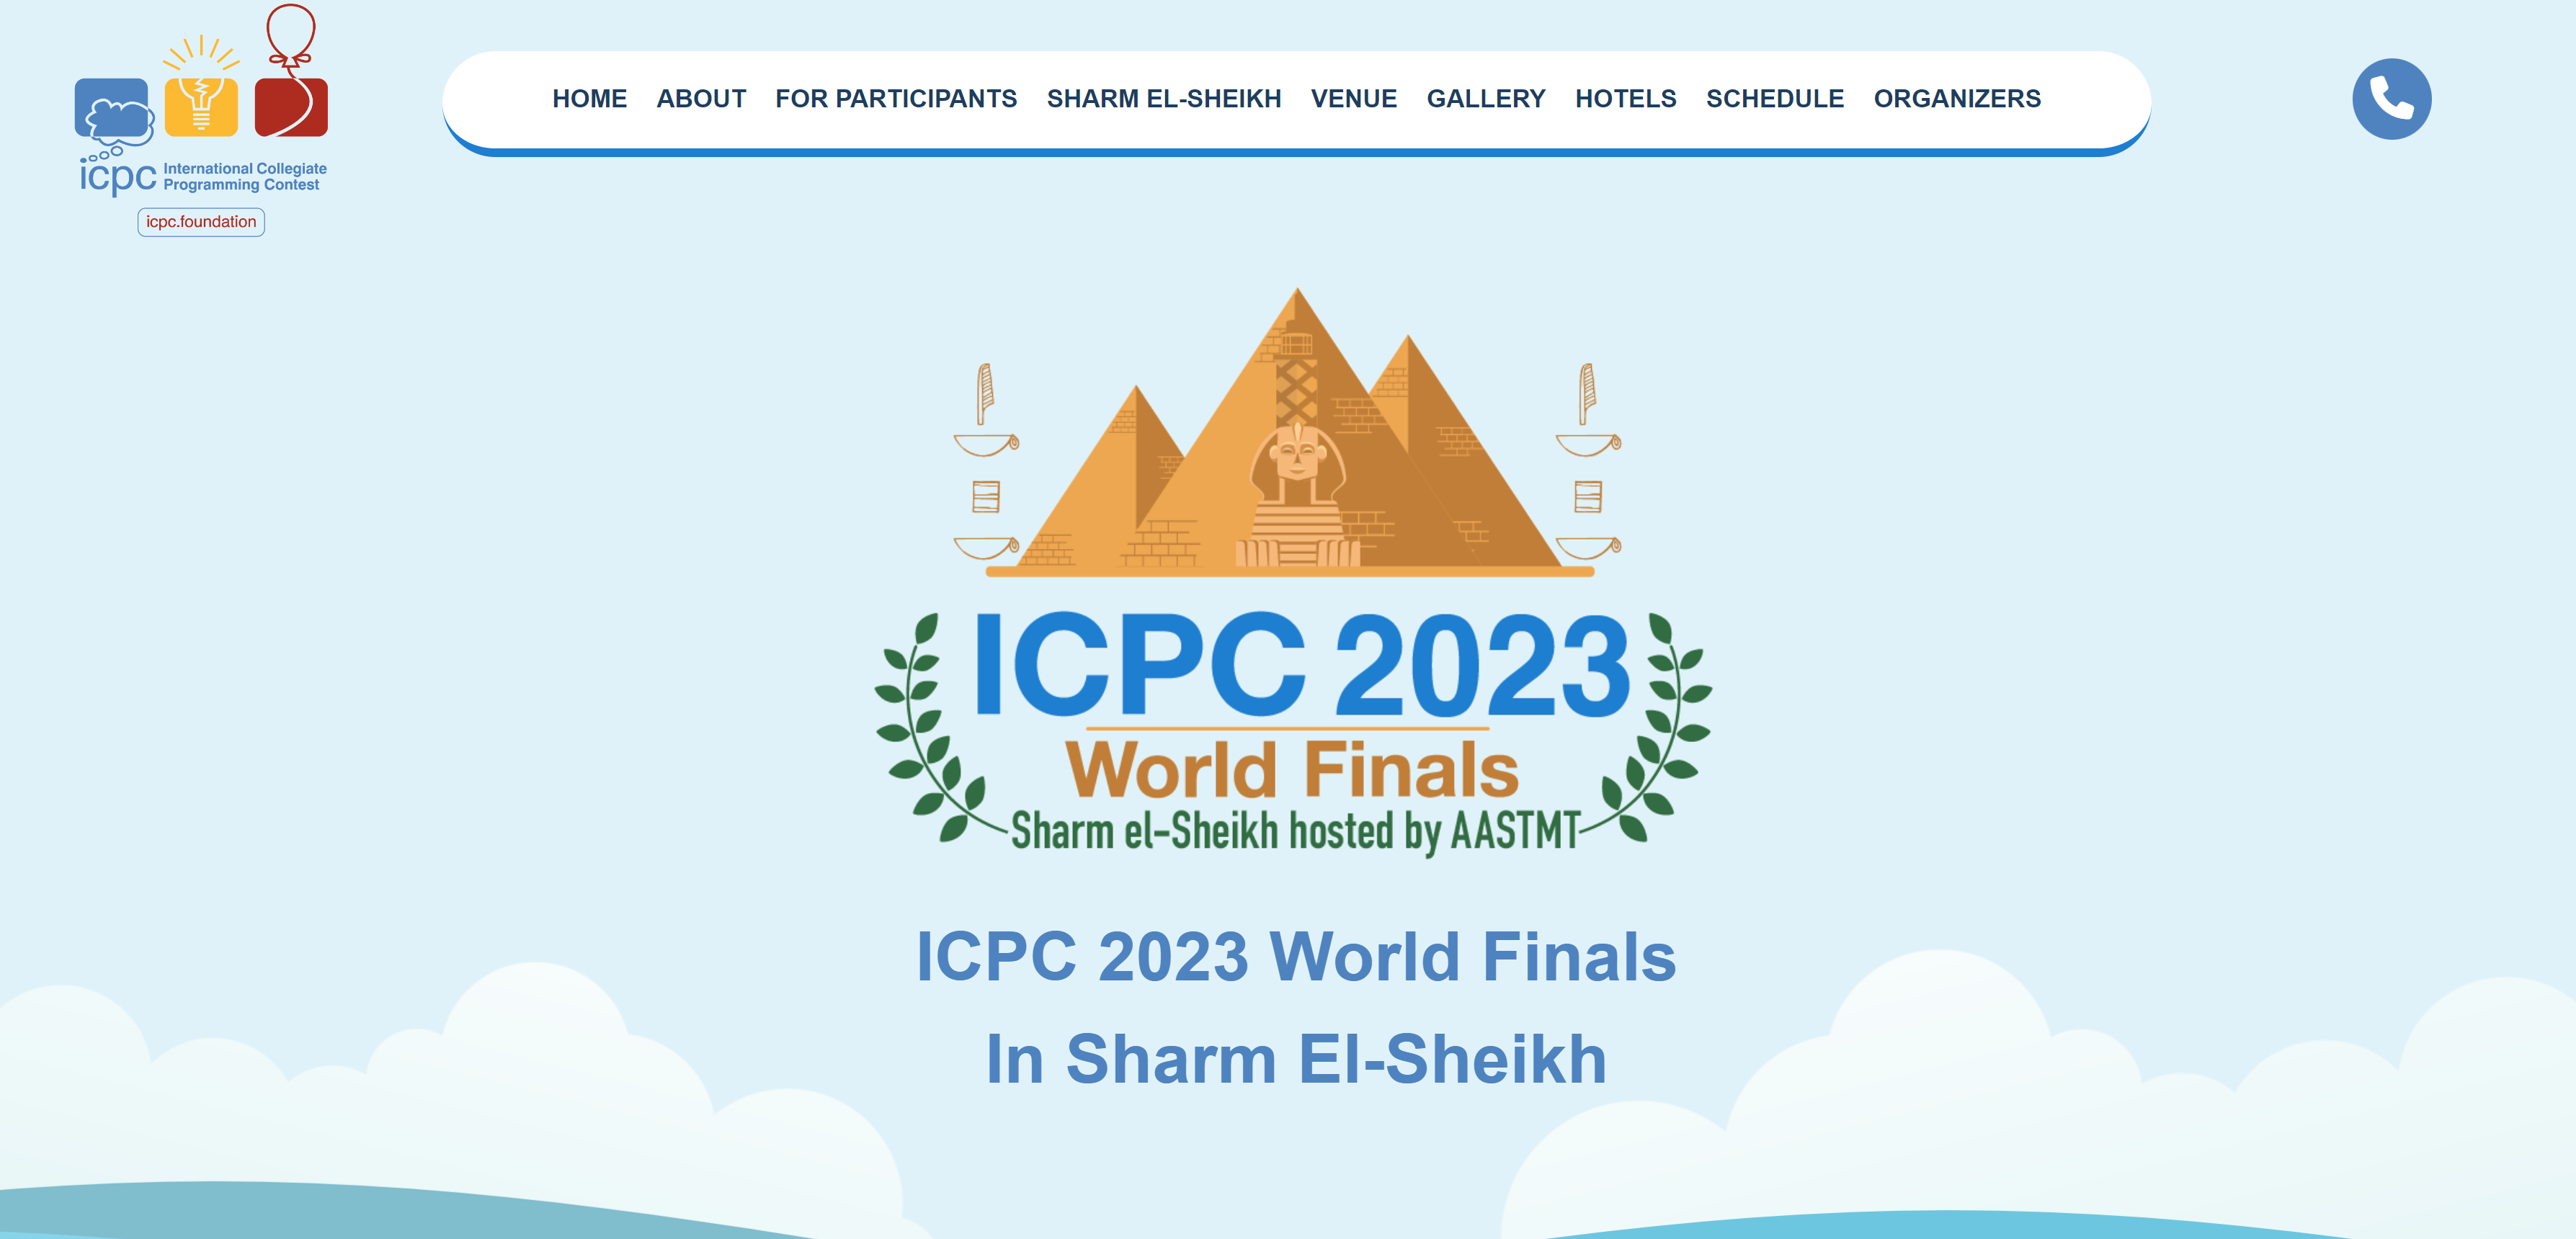 icpc International Collegiate
Programming Contest
icpc.foundation
HOME ABOUT FOR PARTICIPANTS SHARM EL-SHEIKH VENUE GALLERY HOTELS SCHEDULE ORGANIZERS
ICPC 2023
World Finals
Sharm el-Sheikh hosted by AASTMT
ICPC 2023 World Finals
In Sharm El-Sheikh